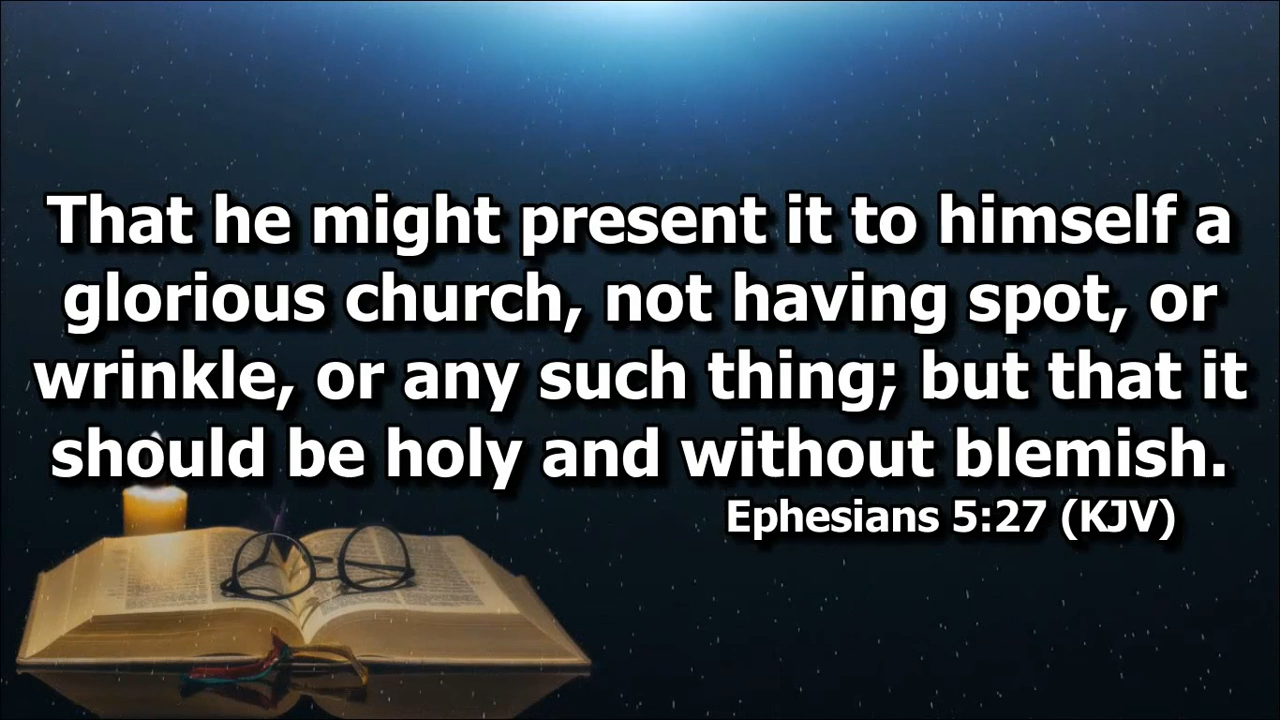 That he might present it to himself a
glorious church, not having spot, or
wrinkle, or any such thing; but that it
should be holy and without blemish.
Ephesians 5:27 (KJV)